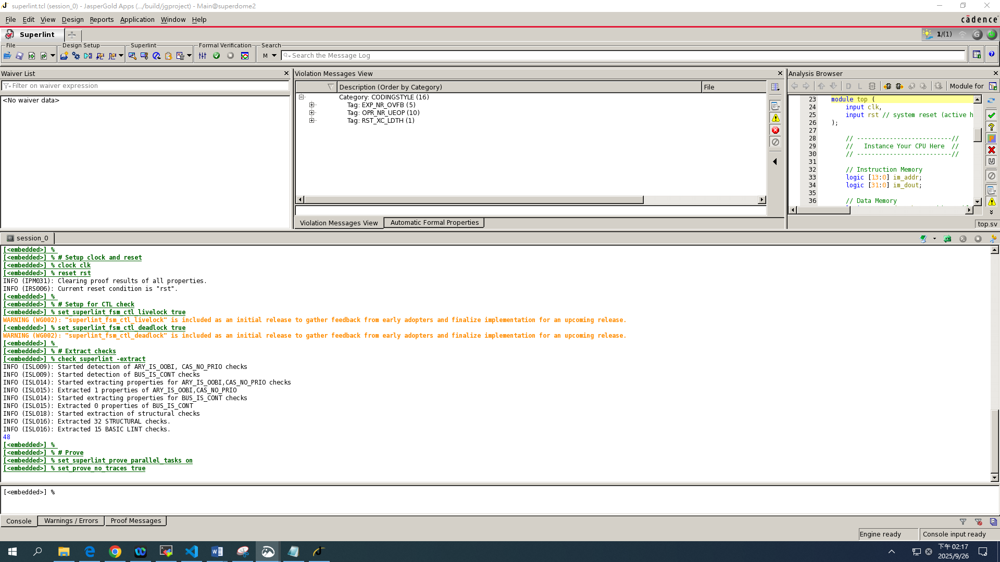 superlint.tcl (session_0) - JasperGold Apps (.../build/jgproject) - Main@superdome2
File Edit View Design Reports Application Window Help
cādence
Superlint
1/(1)
File Design Setup Superlint Formal Verification Search
M Search the Message Log
Waiver List
Filter on waiver expression
<No waiver data>
Violation Messages View
Description (Order by Category) File
Category: CODINGSTYLE (16)
Tag: EXP_NR_OVFB (5)
Tag: OPR_NR_UEOP (10)
Tag: RST_XC_LDTH (1)
Violation Messages View Automatic Formal Properties
Analysis Browser
Module for
23 module top (
24 input clk,
25 input rst // system reset (active h
26 );
27
28 // --------------------------//
29 // Instance Your CPU Here //
30 // --------------------------//
31
32 // Instruction Memory
33 logic [13:0] im_addr;
34 logic [31:0] im_dout;
35
36 // Data Memory
top.sv
session_0
[<embedded>] %
[<embedded>] % # Setup clock and reset
[<embedded>] % clock clk
[<embedded>] % reset rst
INFO (IPM031): Clearing proof results of all properties.
INFO (IRS006): Current reset condition is "rst".
[<embedded>] %
[<embedded>] % # Setup for CTL check
[<embedded>] % set superlint_fsm_ctl_livelock true
WARNING (WG002): "superlint_fsm_ctl_livelock" is included as an initial release to gather feedback from early adopters and finalize implementation for an upcoming release.
[<embedded>] % set superlint_fsm_ctl_deadlock true
WARNING (WG002): "superlint_fsm_ctl_deadlock" is included as an initial release to gather feedback from early adopters and finalize implementation for an upcoming release.
[<embedded>] %
[<embedded>] % # Extract checks
[<embedded>] % check_superlint -extract
INFO (ISL009): Started detection of ARY_IS_OOBI, CAS_NO_PRIO checks
INFO (ISL009): Started detection of BUS_IS_CONT checks
INFO (ISL014): Started extracting properties for ARY_IS_OOBI,CAS_NO_PRIO checks
INFO (ISL015): Extracted 1 properties of ARY_IS_OOBI,CAS_NO_PRIO
INFO (ISL014): Started extracting properties for BUS_IS_CONT checks
INFO (ISL015): Extracted 0 properties of BUS_IS_CONT
INFO (ISL018): Started extraction of structural checks
INFO (ISL016): Extracted 32 STRUCTURAL checks.
INFO (ISL016): Extracted 15 BASIC LINT checks.
48
[<embedded>] %
[<embedded>] % # Prove
[<embedded>] % set_superlint_prove_parallel_tasks on
[<embedded>] % set_prove_no_traces true
[<embedded>] %
Console Warnings / Errors Proof Messages
Engine ready Console input ready
下午 02:17
2025/9/26